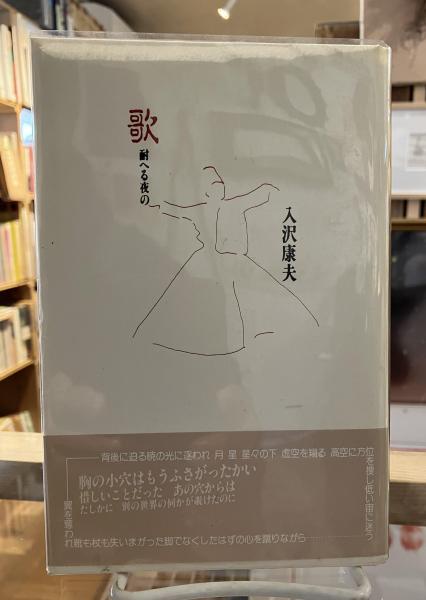 歌
耐へる夜の
入沢康夫
背後に迫る暁の光に逐われ 月 星 星々の下 虚空を踊る 高空に方
位を捜し低い宙に迷う
胸の小穴はもうふさがったかい
惜しいことだった あの穴からは
たしかに 別の世界の何かが覗けたのに
翼を奪われ
靴も杖も失いまがった脚でなくしたはずの心を蹴りながら